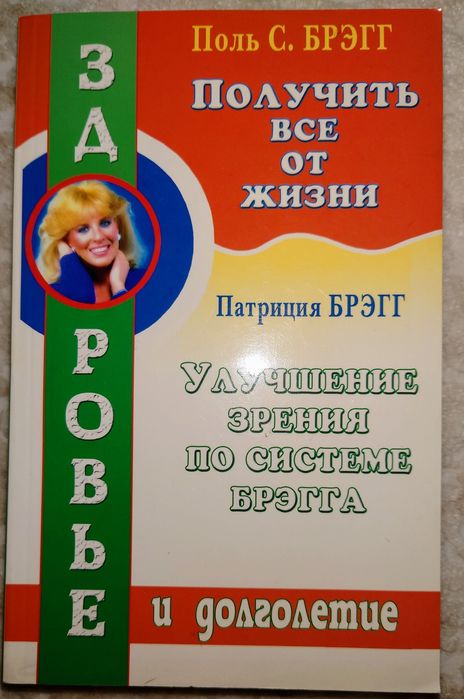 Поль С. БРЭГГ
Получить
все
от
жизни
Патриция БРЭГГ
Улучшение
зрения
по системе
Брэгга
ЗДОРОВЬЕ
и долголетие